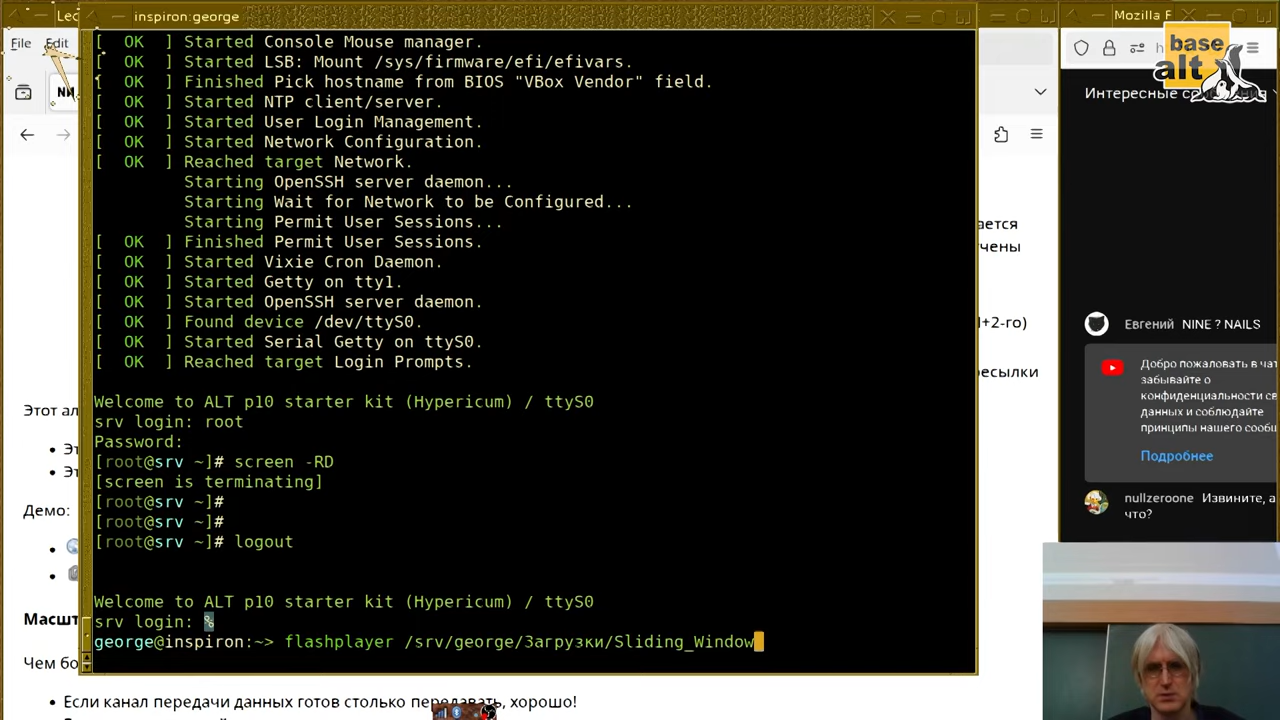 inspiron:george
Mozilla F
File Edit
base
alt
Интересные
[ OK ] Started Console Mouse manager.
[ OK ] Started LSB: Mount /sys/firmware/efi/efivars.
[ OK ] Finished Pick hostname from BIOS "VBox Vendor" field.
[ OK ] Started NTP client/server.
[ OK ] Started User Login Management.
[ OK ] Started Network Configuration.
[ OK ] Reached target Network.
Starting OpenSSH server daemon...
Starting Wait for Network to be Configured...
Starting Permit User Sessions...
[ OK ] Finished Permit User Sessions.
[ OK ] Started Vixie Cron Daemon.
[ OK ] Started Getty on tty1.
[ OK ] Started OpenSSH server daemon.
[ OK ] Found device /dev/ttyS0.
[ OK ] Started Serial Getty on ttyS0.
[ OK ] Reached target Login Prompts.
Welcome to ALT p10 starter kit (Hypericum) / ttyS0
srv login: root
Password:
[root@srv ~]# screen -RD
[screen is terminating]
[root@srv ~]#
[root@srv ~]#
[root@srv ~]# logout
Welcome to ALT p10 starter kit (Hypericum) / ttyS0
srv login: %
george@inspiron:~> flashplayer /srv/george/Загрузки/Sliding_Window
Этот ал
Эт
Эт
Демо:
Масшт
Чем бо
Если канал передачи данных готов столько передавать, хорошо!
ается
чены
+2-го)
ресылки
Евгений NINE ? NAILS
Добро пожаловать в чат
забывайте о
конфиденциальности св
данных и соблюдайте
принципы нашего сообщ
Подробнее
nullzeroone Извините, а
что?